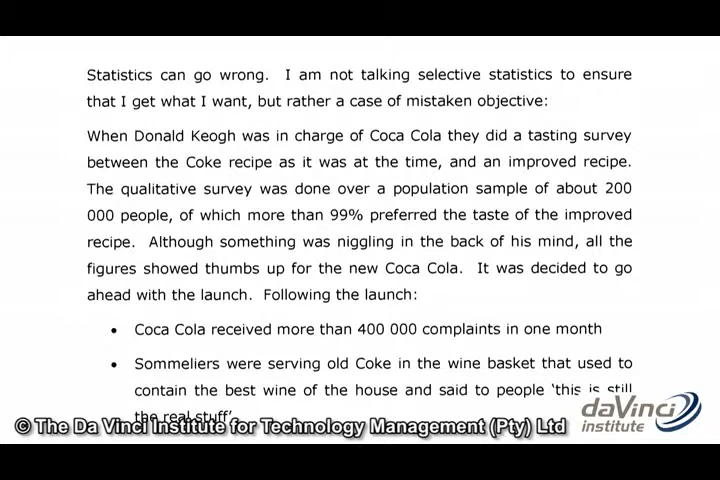 Statistics can go wrong. I am not talking selective statistics to ensure
that I get what I want, but rather a case of mistaken objective:
When Donald Keogh was in charge of Coca Cola they did a tasting survey
between the Coke recipe as it was at the time, and an improved recipe.
The qualitative survey was done over a population sample of about 200
000 people, of which more than 99% preferred the taste of the improved
recipe. Although something was niggling in the back of his mind, all the
figures showed thumbs up for the new Coca Cola. It was decided to go
ahead with the launch. Following the launch:
• Coca Cola received more than 400 000 complaints in one month
• Sommeliers were serving old Coke in the wine basket that used to
contain the best wine of the house and said to people ‘this is still
the real stuff’
© The Da Vinci Institute for Technology Management (Pty) Ltd
daVinci
institute